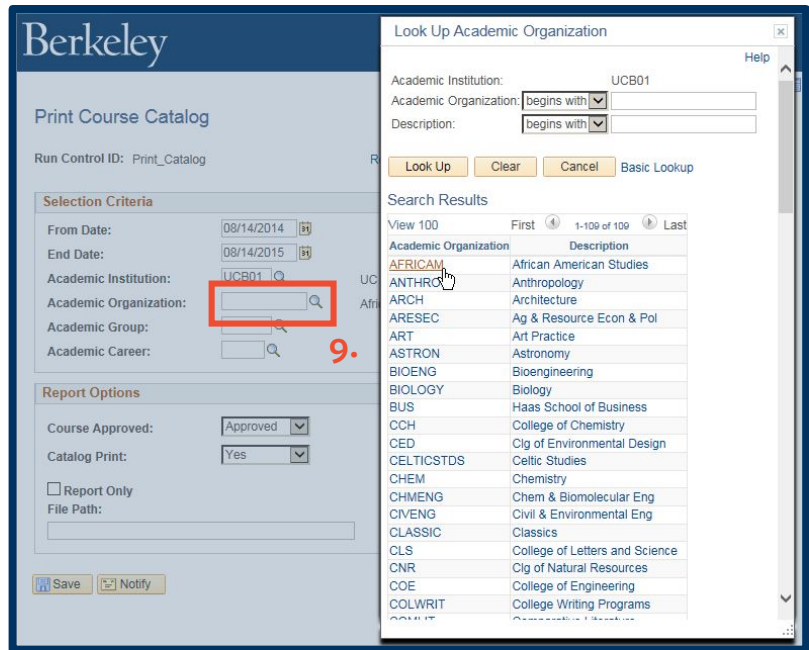 Berkeley
Print Course Catalog
Run Control ID: Print_Catalog R
Selection Criteria
From Date: 08/14/2014
End Date: 08/14/2015
Academic Institution: UCB01 UC
Academic Organization: Afri
Academic Group:
Academic Career:
9.
Report Options
Course Approved: Approved
Catalog Print: Yes
Report Only
File Path:
Save Notify
Look Up Academic Organization
Help
Academic Institution: UCB01
Academic Organization: begins with
Description: begins with
Look Up Clear Cancel Basic Lookup
Search Results
View 100 First 1-109 of 109 Last
Academic Organization Description
AFRICAM African American Studies
ANTHRO Anthropology
ARCH Architecture
ARESEC Ag & Resource Econ & Pol
ART Art Practice
ASTRON Astronomy
BIOENG Bioengineering
BIOLOGY Biology
BUS Haas School of Business
CCH College of Chemistry
CED Clg of Environmental Design
CELTICSTDS Celtic Studies
CHEM Chemistry
CHMENG Chem & Biomolecular Eng
CIVENG Civil & Environmental Eng
CLASSIC Classics
CLS College of Letters and Science
CNR Clg of Natural Resources
COE College of Engineering
COLWRIT College Writing Programs